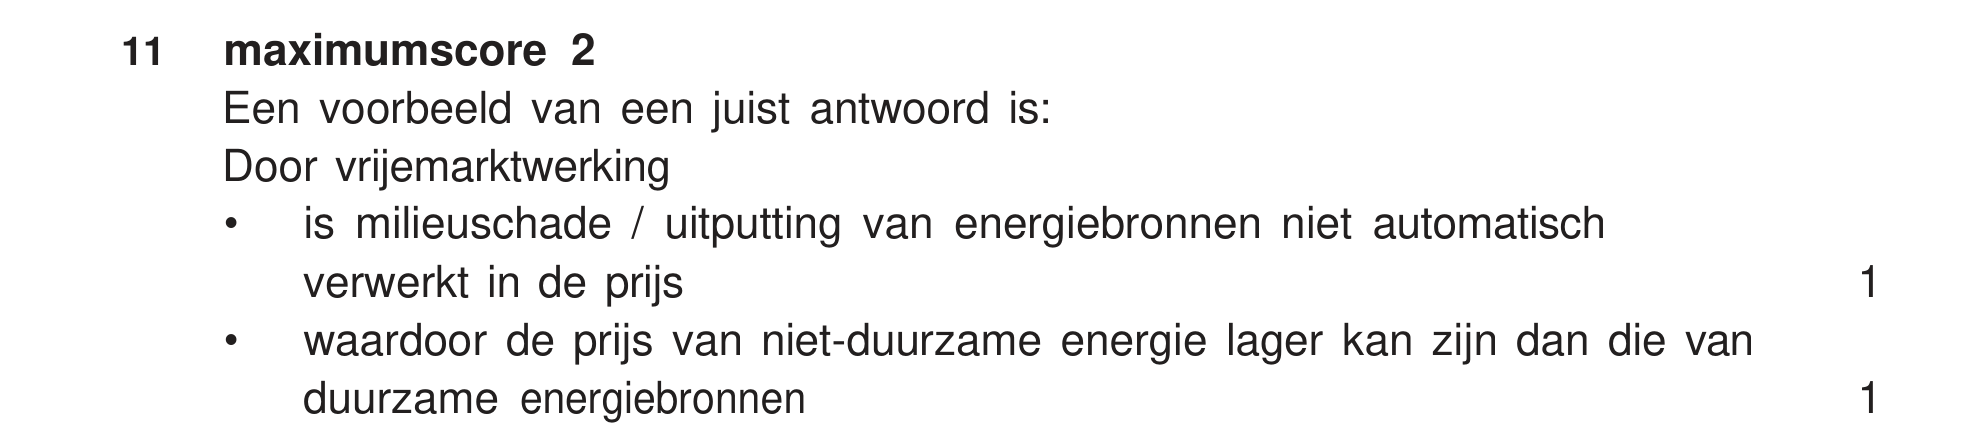 11 maximumscore 2
Een voorbeeld van een juist antwoord is:
Door vrijemarktwerking
• is milieuschade / uitputting van energiebronnen niet automatisch
verwerkt in de prijs 1
• waardoor de prijs van niet-duurzame energie lager kan zijn dan die van
duurzame energiebronnen 1